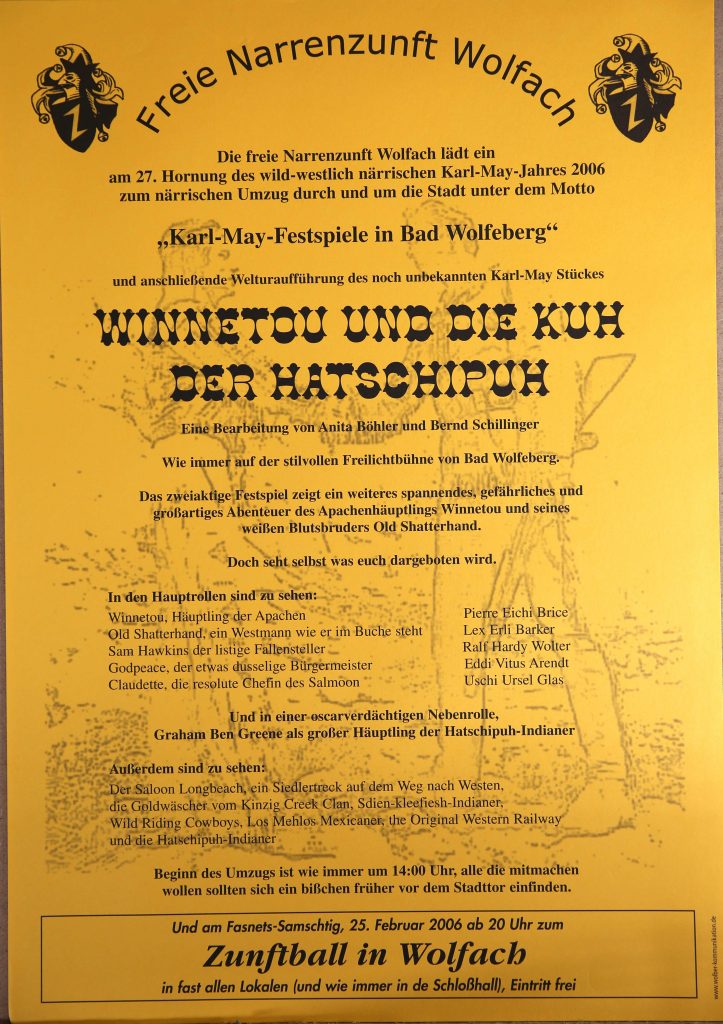 Freie Narrenzunft Wolfach
Z
Z
Die freie Narrenzunft Wolfach lädt ein
am 27. Hornung des wild-westlich närrischen Karl-May-Jahres 2006
zum närrischen Umzug durch und um die Stadt unter dem Motto
„Karl-May-Festspiele in Bad Wolfeberg“
und anschließende Welturaufführung des noch unbekannten Karl-May Stückes
WINNETOU UND DIE KUH
DER HATSCHIPUH
Eine Bearbeitung von Anita Böhler und Bernd Schillinger
Wie immer auf der stilvollen Freilichtbühne von Bad Wolfeberg.
Das zweiaktige Festspiel zeigt ein weiteres spannendes, gefährliches und
großartiges Abenteuer des Apachenhäuptlings Winnetou und seines
weißen Blutsbruders Old Shatterhand.
Doch seht selbst was euch dargeboten wird.
In den Hauptrollen sind zu sehen:
Winnetou, Häuptling der Apachen Pierre Eichi Brice
Old Shatterhand, ein Westmann wie er im Buche steht Lex Erli Barker
Sam Hawkins der listige Fallensteller Ralf Hardy Wolter
Godpeace, der etwas dusselige Bürgermeister Eddi Vitus Arendt
Claudette, die resolute Chefin des Salmoon Uschi Ursel Glas
Und in einer oscarverdächtigen Nebenrolle,
Graham Ben Greene als großer Häuptling der Hatschipuh-Indianer
Außerdem sind zu sehen:
Der Saloon Longbeach, ein Siedlertreck auf dem Weg nach Westen,
die Goldwäscher vom Kinzig Creek Clan, Sdien-kleefiesh-Indianer,
Wild Riding Cowboys, Los Mehlos Mexicaner, the Original Western Railway
und die Hatschipuh-Indianer
Beginn des Umzugs ist wie immer um 14:00 Uhr, alle die mitmachen
wollen sollten sich ein bißchen früher vor dem Stadttor einfinden.
Und am Fasnets-Samschtig, 25. Februar 2006 ab 20 Uhr zum
Zunftball in Wolfach
in fast allen Lokalen (und wie immer in de Schloßhall), Eintritt frei